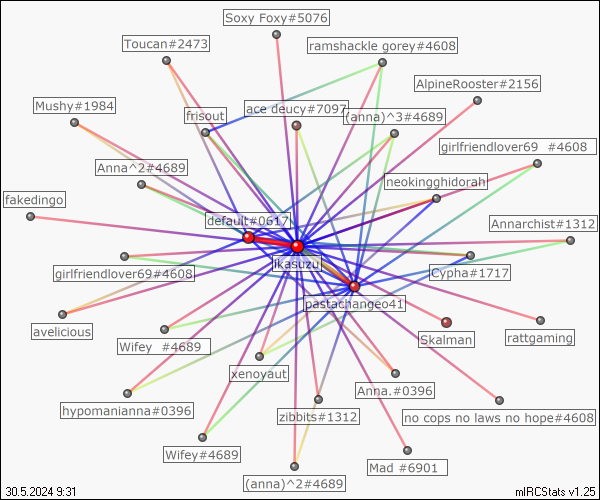 Soxy Foxy#5076
Toucan#2473
ramshackle gorey#4608
AlpineRooster#2156
Mushy#1984
frisout
ace deucy#7097
(anna)^3#4689
girlfriendlover69 #4608
Anna^2#4689
neokingghidorah
fakedingo
default#0617
Annarchist#1312
likasuzu
girlfriendlover69#4608
Cypha#1717
pastachangeo41
avelicious
Wifey #4689
Skalman
rattgaming
xenoyaut
Anna.#0396
hypomanianna#0396
zibbits#1312
no cops no laws no hope#4608
Wifey#4689
Mad #6901
(anna)^2#4689
30.5.2024 9:31
mIRCStats v1.25